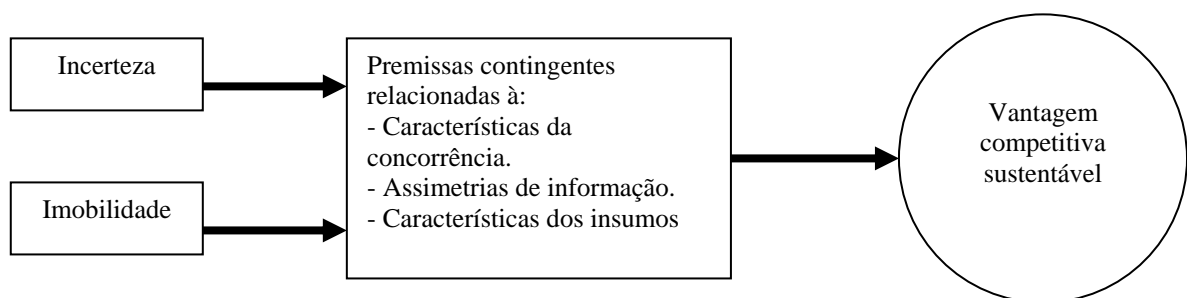 Incerteza
Imobilidade
Premissas contingentes
relacionadas à:
- Características da
concorrência.
- Assimetrias de informação.
- Características dos insumos
Vantagem
competitiva
sustentável